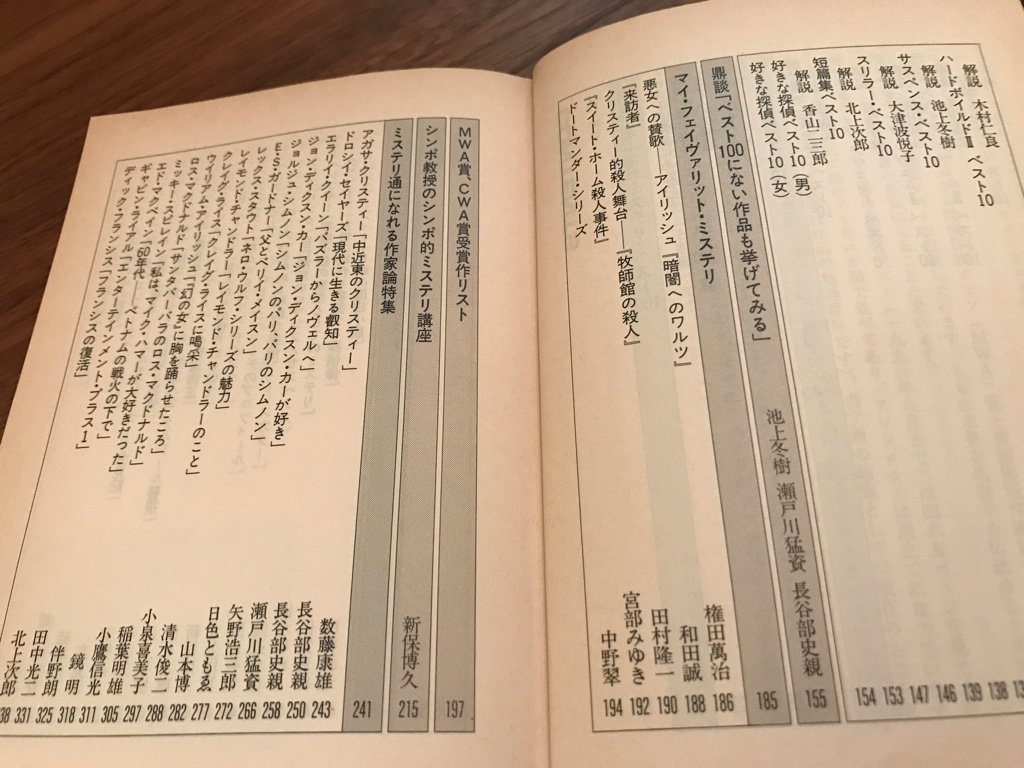 解説 木村仁良
ハードボイルドⅡ ベスト10
解説 池上冬樹
サスペンス・ベスト10
解説 大津波悦子
スリラー・ベスト10
解説 北上次郎
短篇集ベスト10
解説 香山二三郎
好きな探偵ベスト10(男)
好きな探偵ベスト10(女)
138
139
146
147
153
154
鼎談「ベスト100にない作品も挙げてみる」 池上冬樹 瀬戸川猛資 長谷部史親 155
マイ・フェイヴァリット・ミステリ 185
悪女への賛歌——アイリッシュ『暗闇へのワルツ』 権田萬治 186
『来訪者』 和田誠 188
クリスティー的殺人舞台——『牧師館の殺人』 田村隆一 190
『スイート・ホーム殺人事件』 宮部みゆき 192
ドートマンダー・シリーズ 中野翠 194
MWA賞、CWA賞受賞作リスト 197
シンポ教授のシンポ的ミステリ講座 新保博久 215
ミステリ通になれる作家論特集 241
アガサ・クリスティー「中近東のクリスティー」 数藤康雄 243
ドロシイ・セイヤーズ「現代に生きる叡知」 長谷部史親 250
エラリイ・クイーン「パズラーからノヴェルへ」 長谷部史親 258
ジョン・ディクスン・カー「ジョン・ディクスン・カーが好き」 瀬戸川猛資 266
ジョルジュ・シムノン「シムノンのパリ、パリのシムノン」 矢野浩三郎 272
E・S・ガードナー「父とペリイ・メイスン」 日色ともゑ 277
レックス・スタウト「ネロ・ウルフ・シリーズの魅力」 山本博 282
レイモンド・チャンドラー「レイモンド・チャンドラーのこと」 清水俊二 288
クレイグ・ライス「クレイグ・ライスに喝采」 小泉喜美子 297
ウイリアム・アイリッシュ「『幻の女』に胸を踊らせたころ」 稲葉明雄 305
ロス・マクドナルド「サンタバーバラのロス・マクドナルド」 小鷹信光 311
ミッキー・スピレイン「私は、マイク・ハマーが大好きだった」 鏡明 318
エド・マクベイン「60年代——ベトナムの戦火の下で」 伴野朗 325
ギャビン・ライアル「エンターテインメント・プラス1」 田中光二 331
ディック・フランシス「フランシスの復活」 北上次郎 38